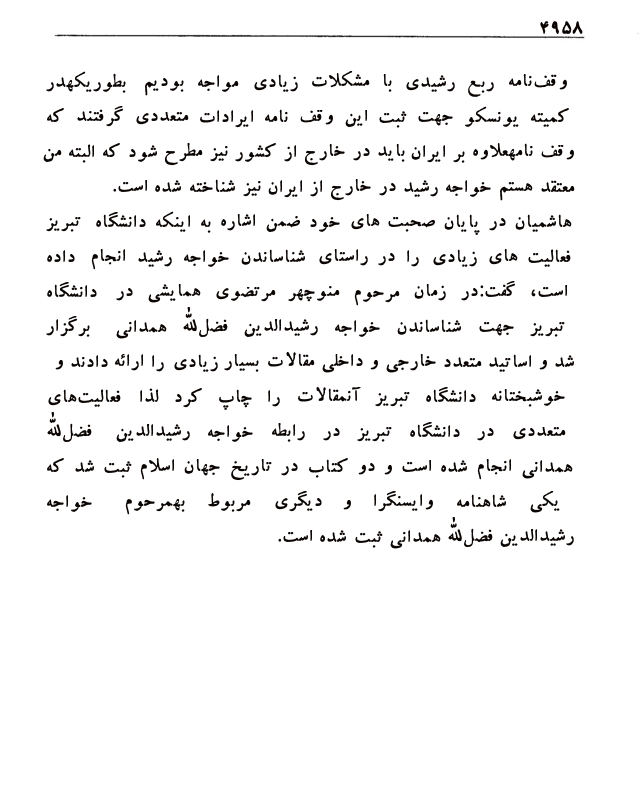 ۴۹۵۸
وقف‌نامه ربع رشیدی با مشکلات زیادی مواجه بودیم بطوریکهدر
کمیته یونسکو جهت ثبت این وقف نامه ایرادات متعددی گرفتند که
وقف نامهعلاوه بر ایران باید در خارج از کشور نیز مطرح شود که البته من
معتقد هستم خواجه رشید در خارج از ایران نیز شناخته شده است.
هاشمیان در پایان صحبت های خود ضمن اشاره به اینکه دانشگاه تبریز
فعالیت های زیادی را در راستای شناساندن خواجه رشید انجام داده
است، گفت:در زمان مرحوم منوچهر مرتضوی همایشی در دانشگاه
تبریز جهت شناساندن خواجه رشیدالدین فضل‌الله همدانی برگزار
شد و اساتید متعدد خارجی و داخلی مقالات بسیار زیادی را ارائه دادند و
خوشبختانه دانشگاه تبریز آنمقالات را چاپ کرد لذا فعالیت‌های
متعددی در دانشگاه تبریز در رابطه خواجه رشیدالدین فضل‌الله
همدانی انجام شده است و دو کتاب در تاریخ جهان اسلام ثبت شد که
یکی شاهنامه وایسنگرا و دیگری مربوط بهمرحوم خواجه
رشیدالدین فضل‌الله همدانی ثبت شده است.